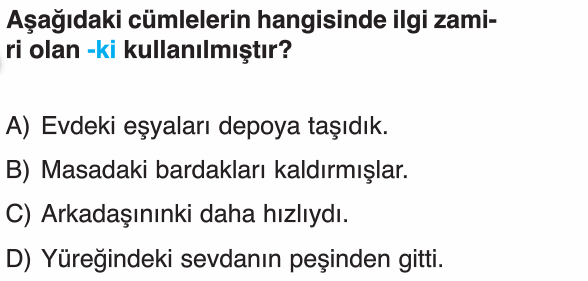 Aşağıdaki cümlelerin hangisinde ilgi zami-
ri olan -ki kullanılmıştır?
A) Evdeki eşyaları depoya taşıdık.
B) Masadaki bardakları kaldırmışlar.
C) Arkadaşınınki daha hızlıydı.
D) Yüreğindeki sevdanın peşinden gitti.